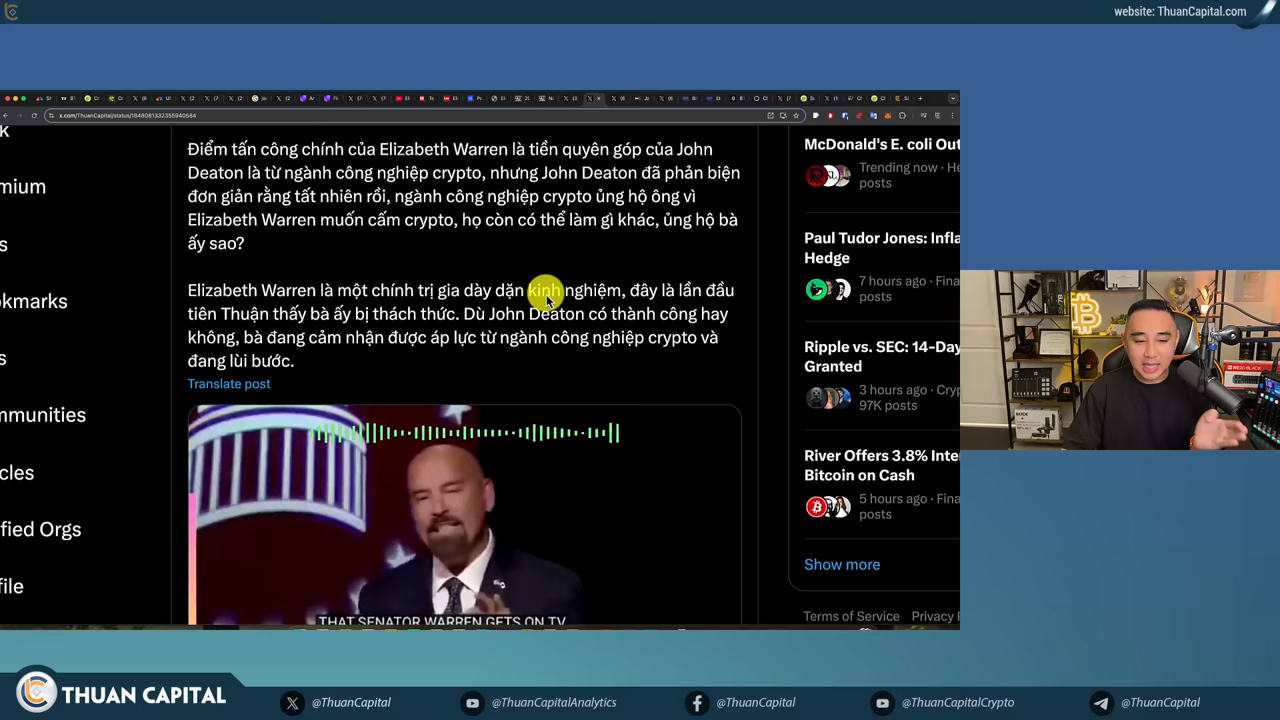 website: ThuanCapital.com
x.com/ThuanCapital/status/1848081332355940584
Điểm tấn công chính của Elizabeth Warren là tiền quyên góp của John
Deaton là từ ngành công nghiệp crypto, nhưng John Deaton đã phản biện
đơn giản rằng tất nhiên rồi, ngành công nghiệp crypto ủng hộ ông vì
Elizabeth Warren muốn cấm crypto, họ còn có thể làm gì khác, ủng hộ bà
ấy sao?
Elizabeth Warren là một chính trị gia dày dặn kinh nghiệm, đây là lần đầu
tiên Thuận thấy bà ấy bị thách thức. Dù John Deaton có thành công hay
không, bà đang cảm nhận được áp lực từ ngành công nghiệp crypto và
đang lùi bước.
Translate post
THAT SENATOR WARREN GETS ON TV
k
mium
s
okmarks
s
mmunities
cles
fied Orgs
file
McDonald's E. coli Out
Trending now · He
posts
Paul Tudor Jones: Infla
Hedge
7 hours ago · Fina
posts
Ripple vs. SEC: 14-Day
Granted
3 hours ago · Cryp
97K posts
River Offers 3.8% Inte
Bitcoin on Cash
5 hours ago · Fina
posts
Show more
Terms of Service Privacy P
THUAN CAPITAL
@ThuanCapital
@ThuanCapitalAnalytics
@ThuanCapital
@ThuanCapitalCrypto
@ThuanCapital